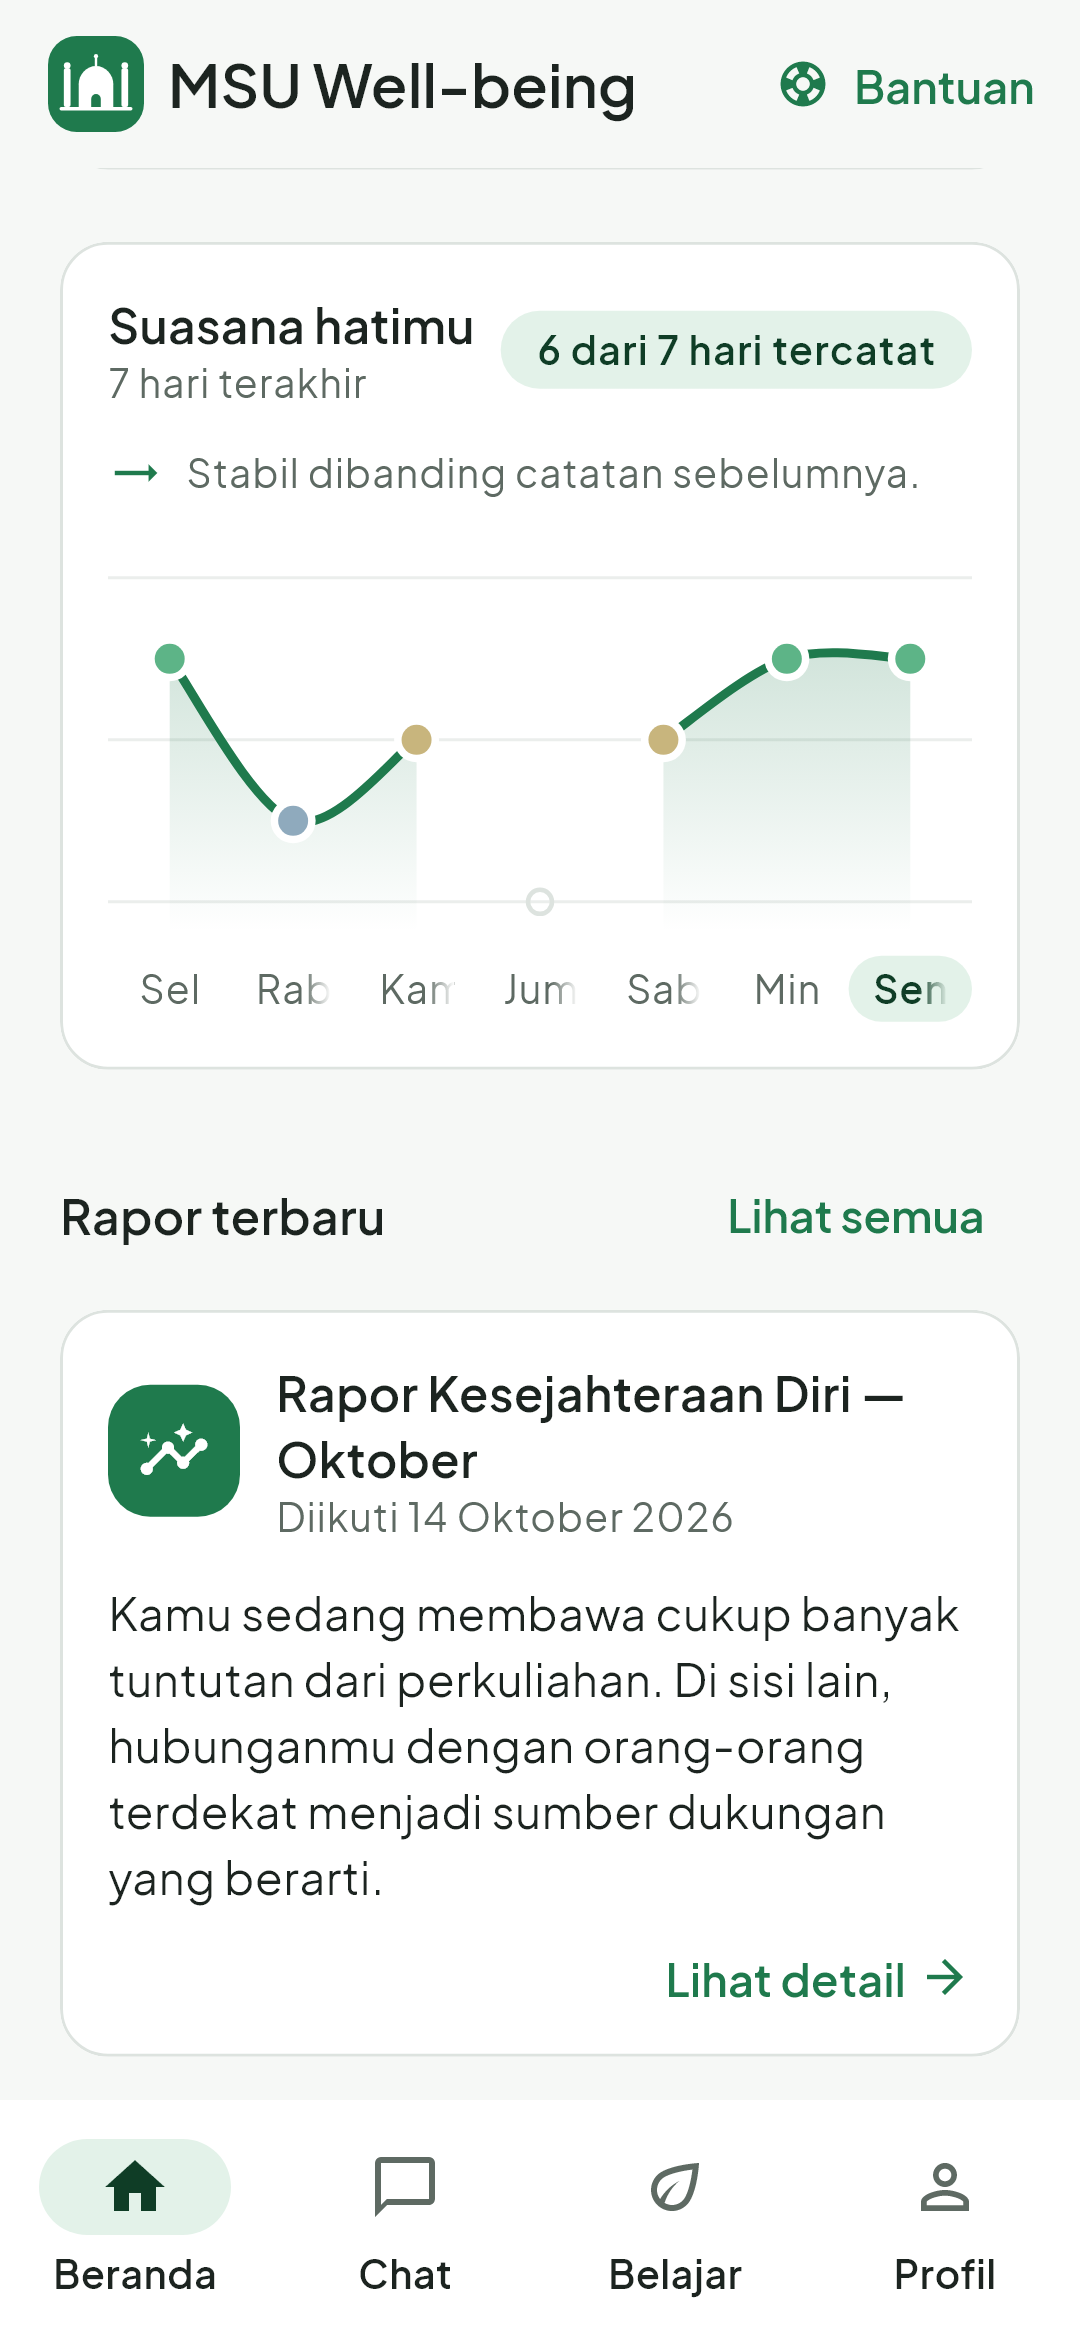 MSU Well-being
Bantuan
Suasana hatimu
6 dari 7 hari tercatat
7 hari terakhir
Stabil dibanding catatan sebelumnya.
Sel Rab Kam Jum Sab Min Sen
Rapor terbaru
Lihat semua
Rapor Kesejahteraan Diri —
Oktober
Diikuti 14 Oktober 2026
Kamu sedang membawa cukup banyak
tuntutan dari perkuliahan. Di sisi lain,
hubunganmu dengan orang-orang
terdekat menjadi sumber dukungan
yang berarti.
Lihat detail
Beranda Chat Belajar Profil